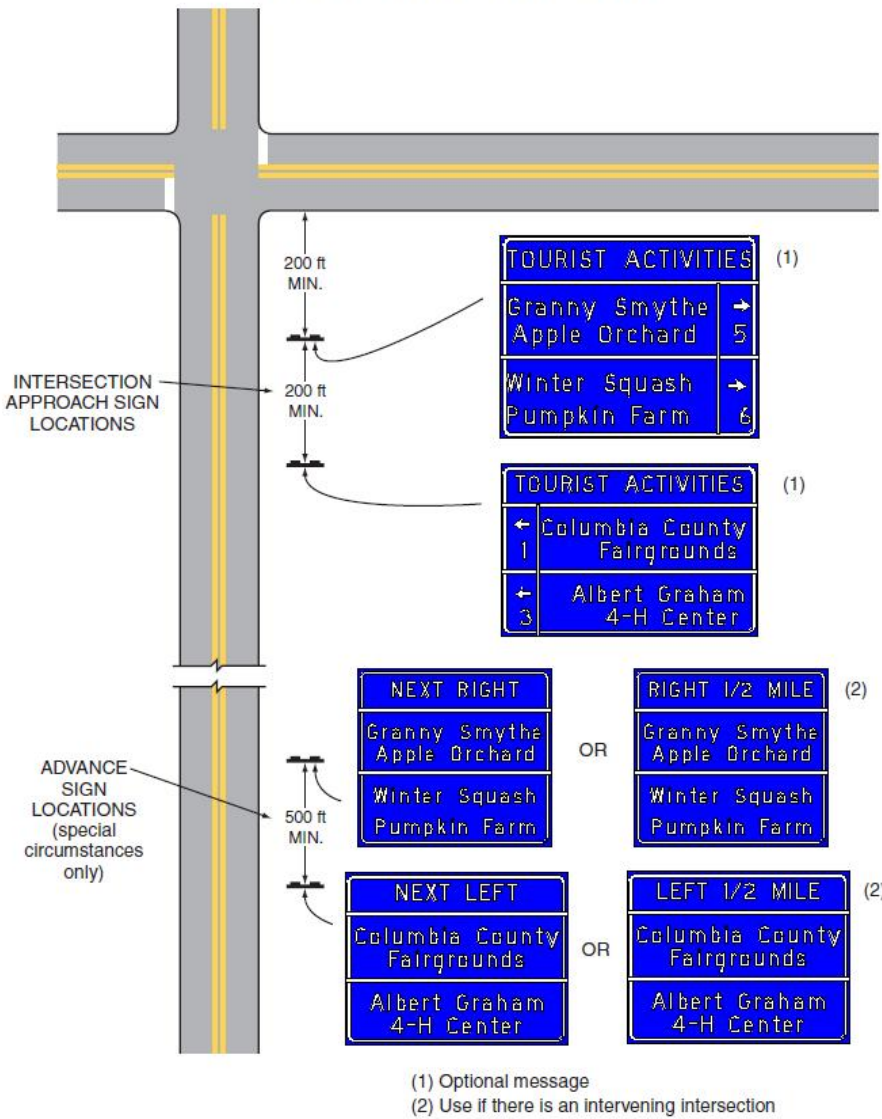 200 ft
MIN.
TOURIST ACTIVITIES
(1)
Granny Smythe
Apple Orchard
→
5
Winter Squash
Pumpkin Farm
→
6
INTERSECTION
APPROACH SIGN
LOCATIONS
200 ft
MIN.
TOURIST ACTIVITIES
(1)
←
1
Columbia County
Fairgrounds
←
3
Albert Graham
4-H Center
NEXT RIGHT
Granny Smythe
Apple Orchard
Winter Squash
Pumpkin Farm
OR
RIGHT 1/2 MILE
(2)
Granny Smythe
Apple Orchard
Winter Squash
Pumpkin Farm
ADVANCE
SIGN
LOCATIONS
(special
circumstances
only)
500 ft
MIN.
NEXT LEFT
Columbia County
Fairgrounds
Albert Graham
4-H Center
OR
LEFT 1/2 MILE
(2)
Columbia County
Fairgrounds
Albert Graham
4-H Center
(1) Optional message
(2) Use if there is an intervening intersection